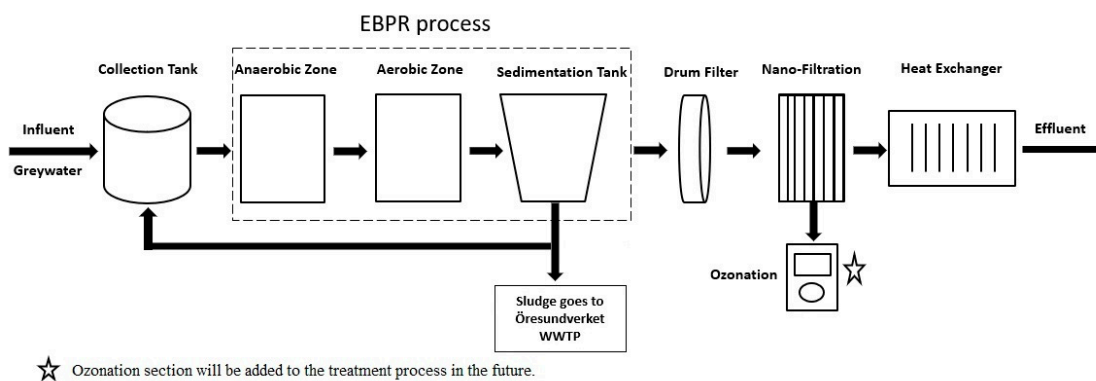 EBPR process
Collection Tank
Anaerobic Zone
Aerobic Zone
Sedimentation Tank
Drum Filter
Nano-Filtration
Heat Exchanger
Influent
Greywater
Effluent
Ozonation
Sludge goes to
Öresundverket
WWTP
Ozonation section will be added to the treatment process in the future.